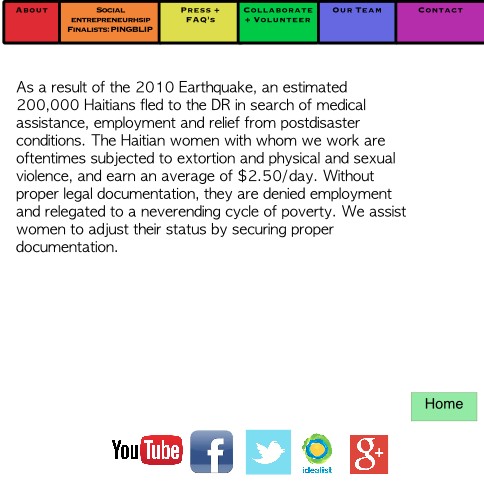 ABOUT
SOCIAL
ENTREPRENEURHSIP
FINALISTS: PINGBLIP
PRESS +
FAQ'S
COLLABORATE
+ VOLUNTEER
OUR TEAM
CONTACT
As a result of the 2010 Earthquake, an estimated
200,000 Haitians fled to the DR in search of medical
assistance, employment and relief from postdisaster
conditions. The Haitian women with whom we work are
oftentimes subjected to extortion and physical and sexual
violence, and earn an average of $2.50/day. Without
proper legal documentation, they are denied employment
and relegated to a neverending cycle of poverty. We assist
women to adjust their status by securing proper
documentation.
Home
YouTube
f
idealist
g+